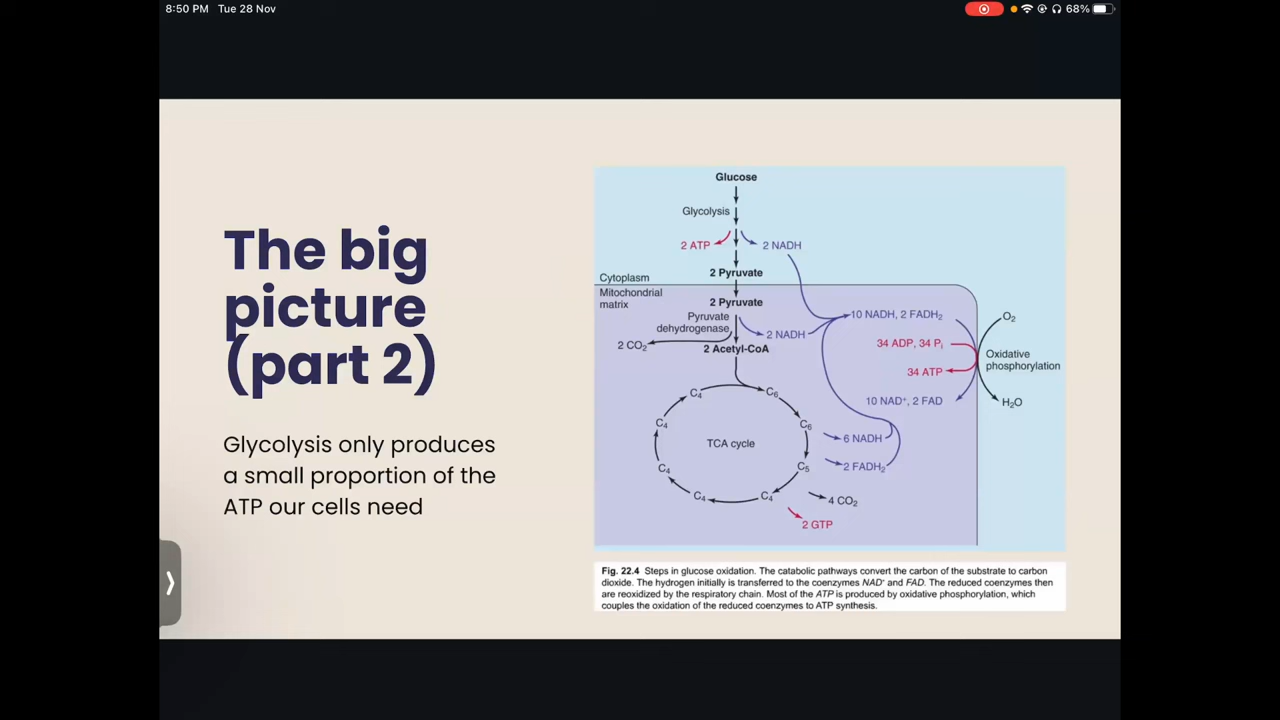 8:50 PM Tue 28 Nov
68%
The big
picture
(part 2)
Glycolysis only produces
a small proportion of the
ATP our cells need
Glucose
Glycolysis
2 ATP
2 NADH
2 Pyruvate
Cytoplasm
Mitochondrial
matrix
2 Pyruvate
Pyruvate
dehydrogenase
2 NADH
2 CO₂
2 Acetyl-CoA
10 NADH, 2 FADH₂
O₂
34 ADP, 34 Pᵢ
Oxidative
phosphorylation
34 ATP
10 NAD⁺, 2 FAD
H₂O
C₄
C₆
C₄
C₆
TCA cycle
6 NADH
C₄
C₅
2 FADH₂
C₄
C₄
4 CO₂
2 GTP
Fig. 22.4 Steps in glucose oxidation. The catabolic pathways convert the carbon of the substrate to carbon
dioxide. The hydrogen initially is transferred to the coenzymes NAD⁺ and FAD. The reduced coenzymes then
are reoxidized by the respiratory chain. Most of the ATP is produced by oxidative phosphorylation, which
couples the oxidation of the reduced coenzymes to ATP synthesis.